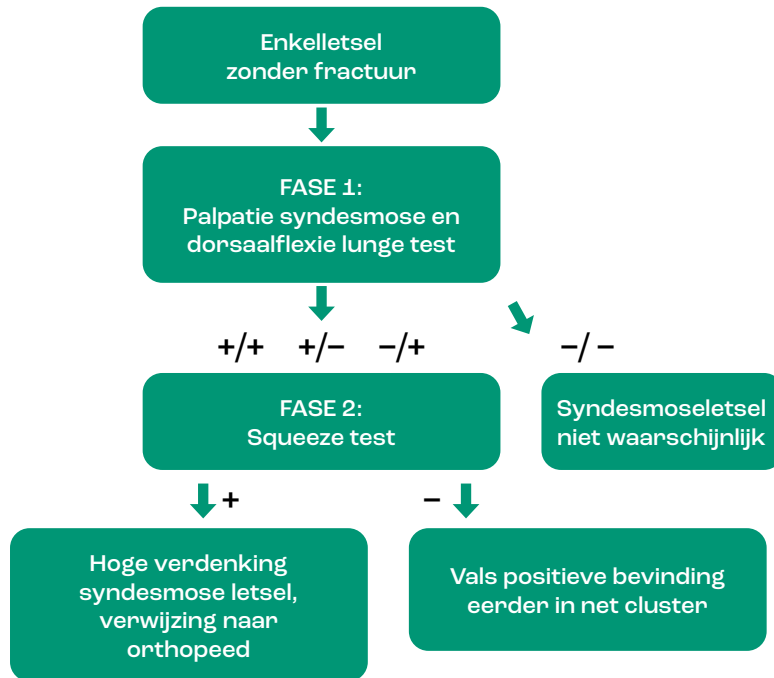 Enkelletsel
zonder fractuur
FASE 1:
Palpatie syndesmose en
dorsaalflexie lunge test
+/+ +/− −/+ −/ −
FASE 2:
Squeeze test
Syndesmoseletsel
niet waarschijnlijk
+ −
Hoge verdenking
syndesmose letsel,
verwijzing naar
orthopeed
Vals positieve bevinding
eerder in net cluster